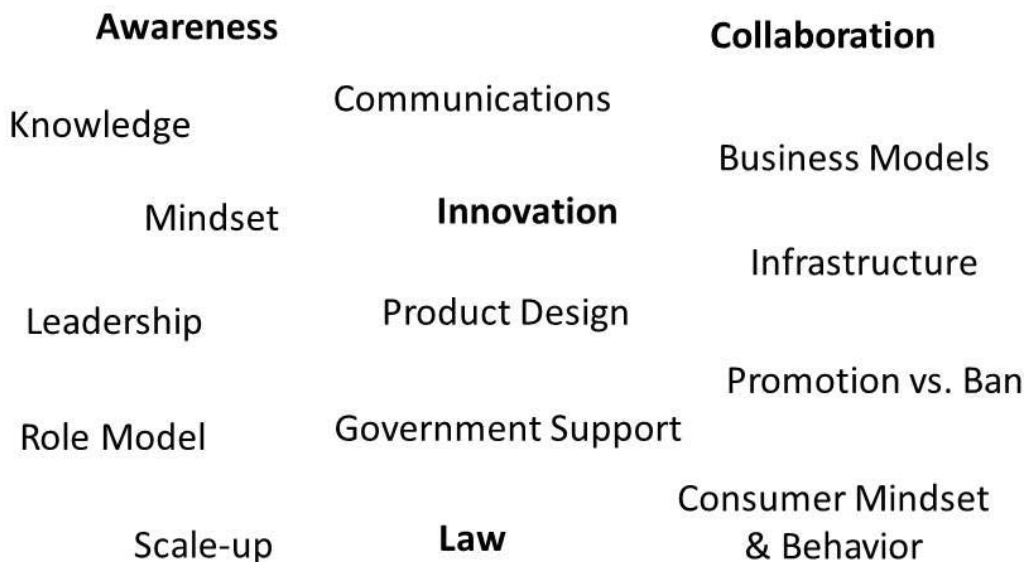 Awareness
Collaboration
Communications
Knowledge
Business Models
Mindset
Innovation
Infrastructure
Leadership
Product Design
Promotion vs. Ban
Role Model
Government Support
Consumer Mindset
& Behavior
Scale-up
Law